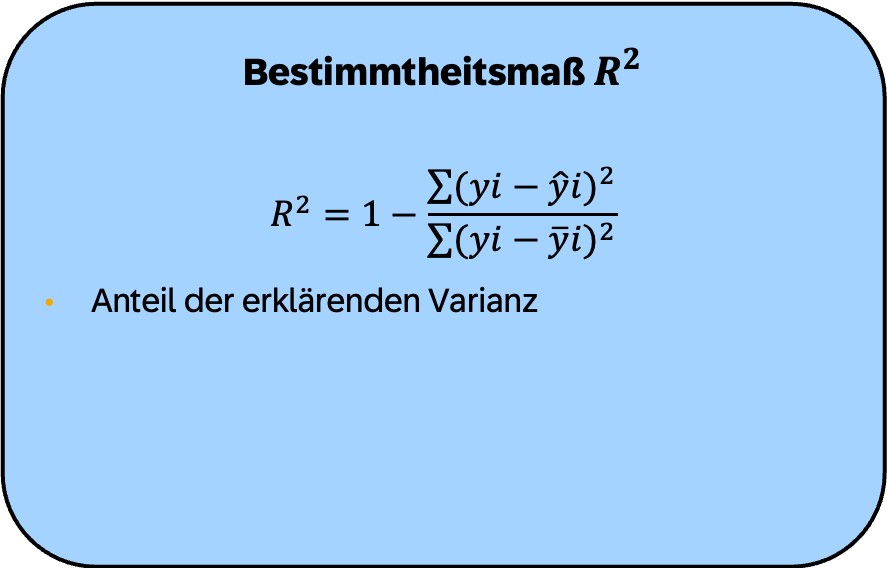 Bestimmtheitsmaß R²
R² = 1 − ∑(yi − ŷi)² / ∑(yi − ȳi)²
• Anteil der erklärenden Varianz